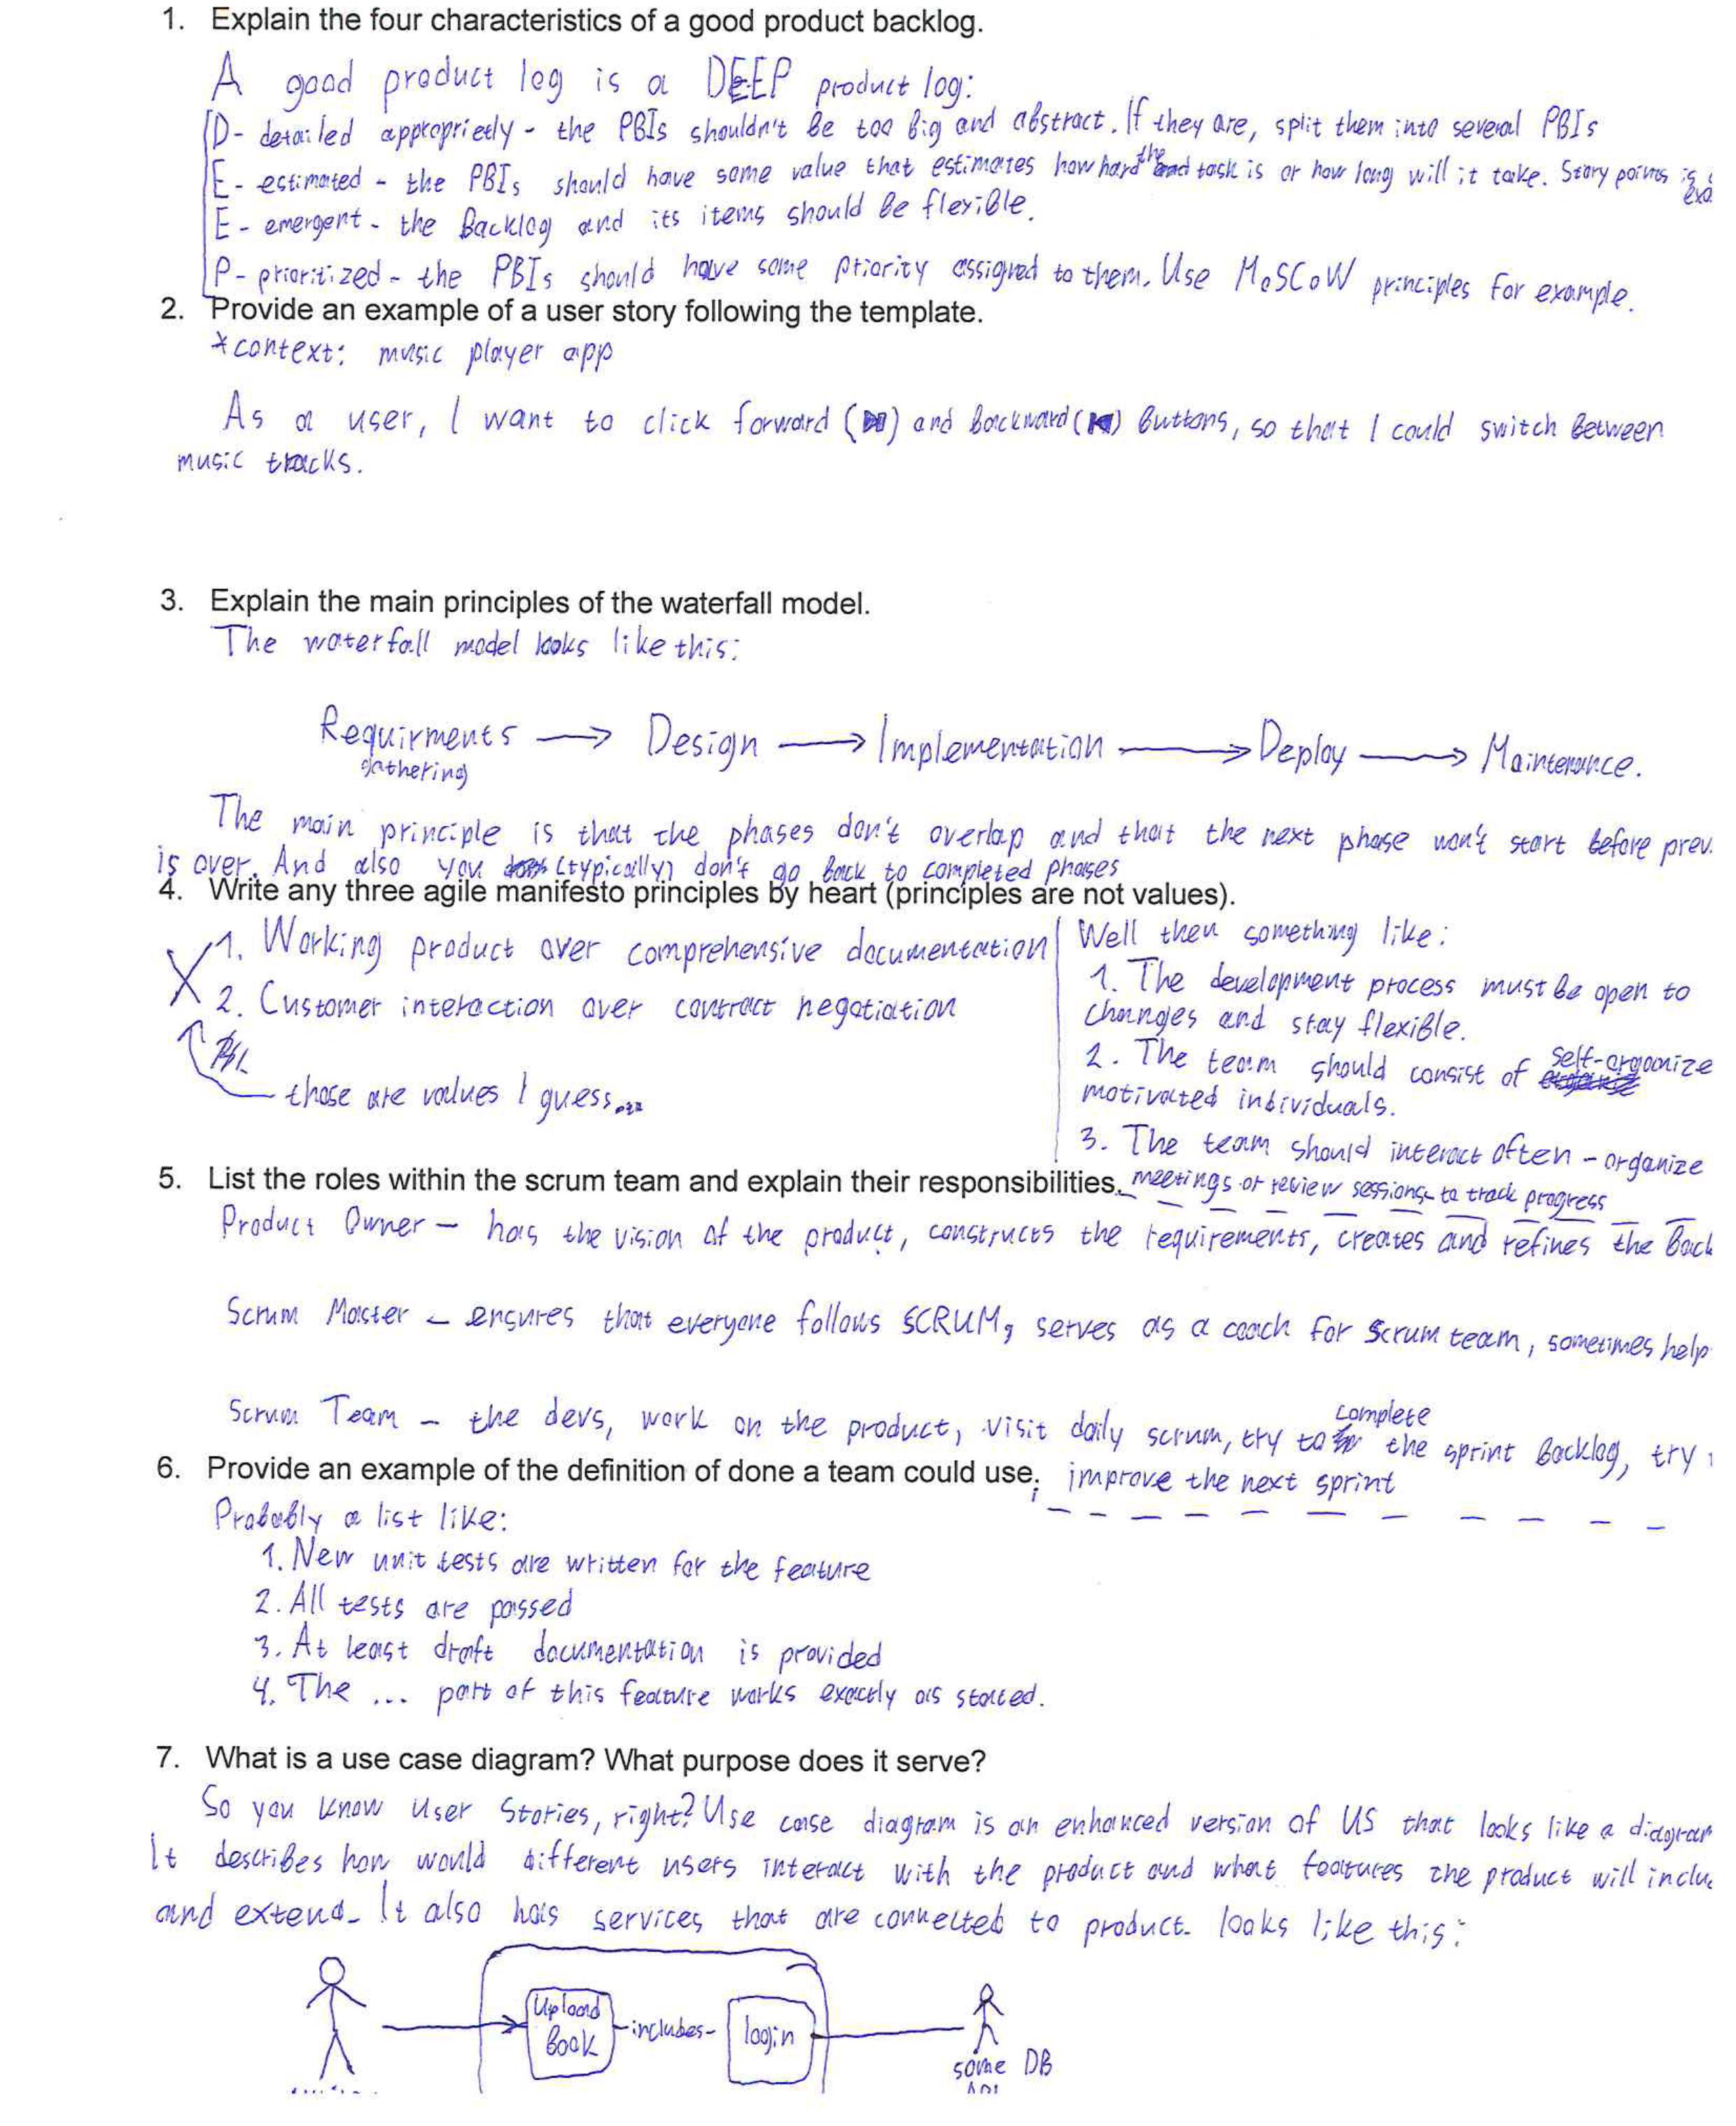 1. Explain the four characteristics of a good product backlog.
A good product log is a DEEP product log:
D- detailed appropriedly - the PBIs shouldn't be too big and abstract. If they are, split them into several PBIs
E- estimated - the PBIs should have some value that estimates how hard the task is or how long will it take. Story points is
E- emergent - the backlog and its items should be flexible.
P- prioritized - the PBIs should have some priority assigned to them. Use MoSCoW principles for example.
2. Provide an example of a user story following the template.
*context: music player app
As a user, I want to click forward ( ) and backward ( ) buttons, so that I could switch between
music tracks.
3. Explain the main principles of the waterfall model.
The waterfall model looks like this:
Requirments → Design → Implementation → Deploy → Maintenance.
gathering
The main principle is that the phases don't overlap and that the next phase won't start before prev.
is over. And also you (typically) don't go back to completed phases
4. Write any three agile manifesto principles by heart (principles are not values).
1. Working product over comprehensive documentation
2. Customer interaction over contract negotiation
those are values I guess...
Well then something like:
1. The development process must be open to
changes and stay flexible.
2. The team should consist of self-organize
motivated individuals.
3. The team should interact often - organize
meetings or review sessions to track progress
5. List the roles within the scrum team and explain their responsibilities.
Product Owner - has the vision of the product, constructs the requirements, creates and refines the back
Scrum Master - ensures that everyone follows SCRUM, serves as a coach for scrum team, sometimes help
Scrum Team - the devs, work on the product, visit daily scrum, try to complete the sprint backlog, try
improve the next sprint
6. Provide an example of the definition of done a team could use.
Probably a list like:
1. New unit tests are written for the feature
2. All tests are passed
3. At least draft documentation is provided
4. The ... part of this feature works exactly as stated.
7. What is a use case diagram? What purpose does it serve?
So you know User Stories, right? Use case diagram is an enhanced version of US that looks like a diagram
It describes how would different users interact with the product and what features the product will inclu
and extend. It also has services that are connected to product. looks like this:
Upload
Book
-includes-
login
some DB